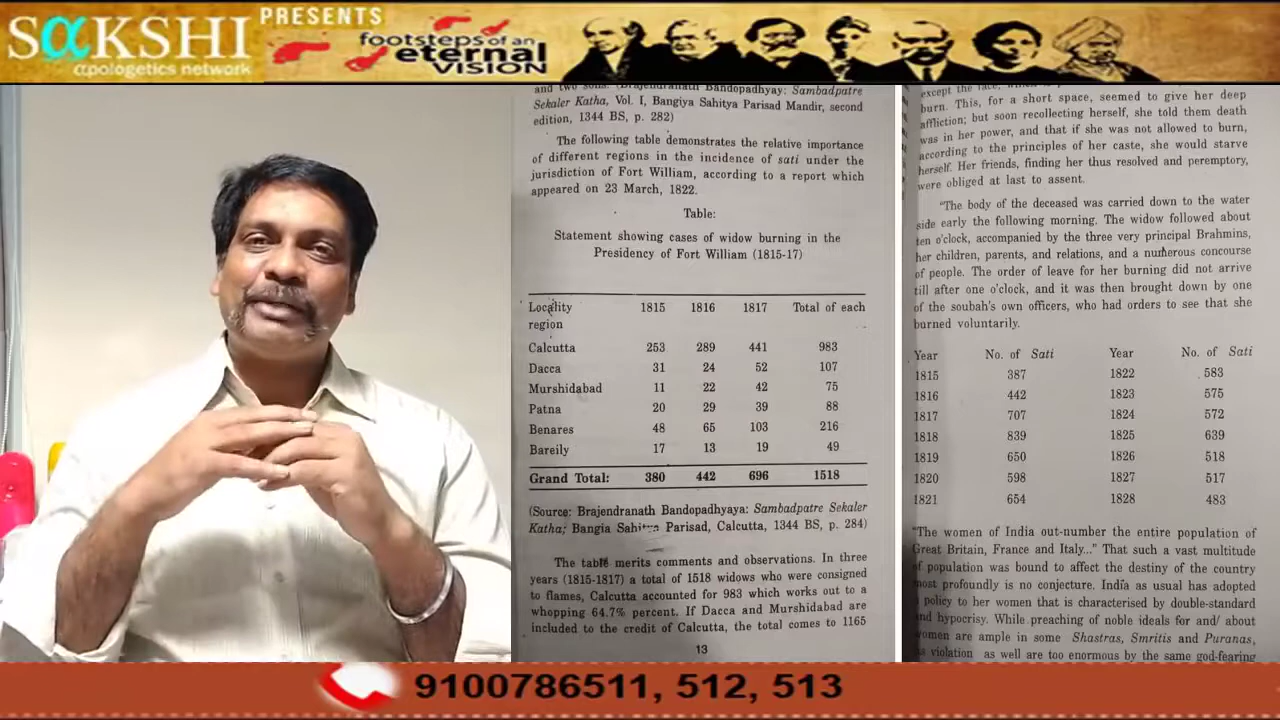 SαKSHI
αpologetics network
PRESENTS
footsteps of an
eternal
VISION
and two sons. (Brajendranath Bandopadhyay: Sambadpatre
Sekaler Katha, Vol. I, Bangiya Sahitya Parisad Mandir, second
edition, 1344 BS, p. 282)
The following table demonstrates the relative importance
of different regions in the incidence of sati under the
jurisdiction of Fort William, according to a report which
appeared on 23 March, 1822.
Table:
Statement showing cases of widow burning in the
Presidency of Fort William (1815-17)
Locality 1815 1816 1817 Total of each
region
Calcutta 253 289 441 983
Dacca 31 24 52 107
Murshidabad 11 22 42 75
Patna 20 29 39 88
Benares 48 65 103 216
Bareily 17 13 19 49
Grand Total: 380 442 696 1518
(Source: Brajendranath Bandopadhyaya: Sambadpatre Sekaler
Katha; Bangia Sahitya Parisad, Calcutta, 1344 BS, p. 284)
The table merits comments and observations. In three
years (1815-1817) a total of 1518 widows who were consigned
to flames, Calcutta accounted for 983 which works out to a
whopping 64.7% percent. If Dacca and Murshidabad are
included to the credit of Calcutta, the total comes to 1165
13
except the face,
burn. This, for a short space, seemed to give her deep
affliction; but soon recollecting herself, she told them death
was in her power, and that if she was not allowed to burn,
according to the principles of her caste, she would starve
herself. Her friends, finding her thus resolved and peremptory,
were obliged at last to assent.
"The body of the deceased was carried down to the water
side early the following morning. The widow followed about
ten o'clock, accompanied by the three very principal Brahmins,
her children, parents, and relations, and a numerous concourse
of people. The order of leave for her burning did not arrive
till after one o'clock, and it was then brought down by one
of the soubah's own officers, who had orders to see that she
burned voluntarily.
Year No. of Sati Year No. of Sati
1815 387 1822 583
1816 442 1823 575
1817 707 1824 572
1818 839 1825 639
1819 650 1826 518
1820 598 1827 517
1821 654 1828 483
"The women of India out-number the entire population of
Great Britain, France and Italy..." That such a vast multitude
of population was bound to affect the destiny of the country
most profoundly is no conjecture. India as usual has adopted
a policy to her women that is characterised by double-standard
and hypocrisy. While preaching of noble ideals for and/ about
women are ample in some Shastras, Smritis and Puranas,
violation as well are too enormous by the same god-fearing
9100786511, 512, 513